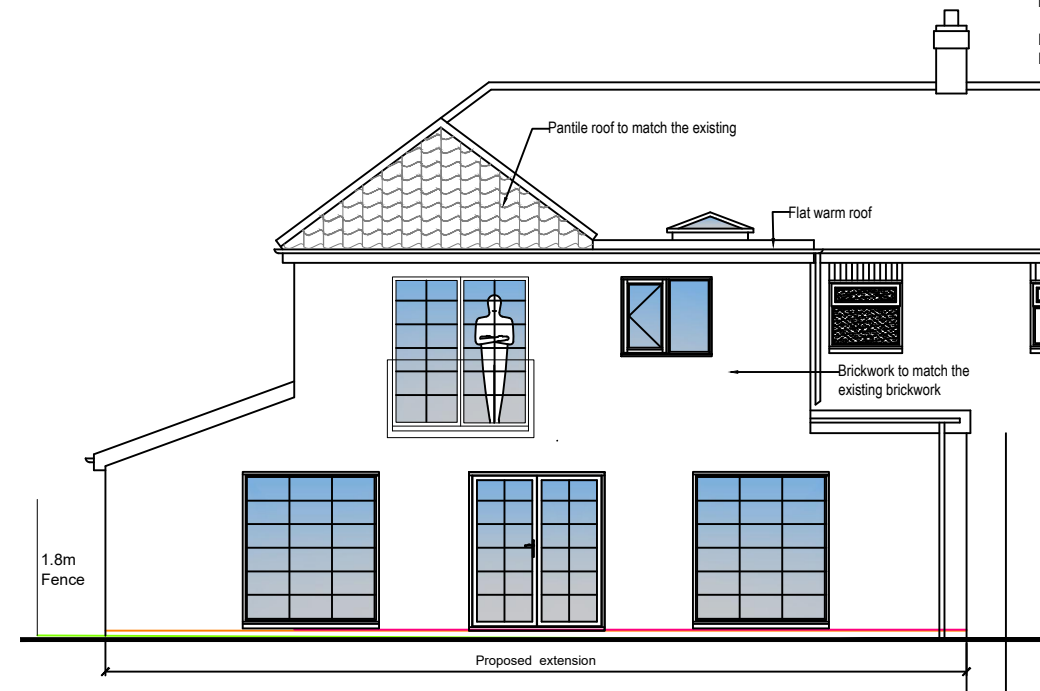 Pantile roof to match the existing
Flat warm roof
Brickwork to match the
existing brickwork
1.8m
Fence
Proposed  extension